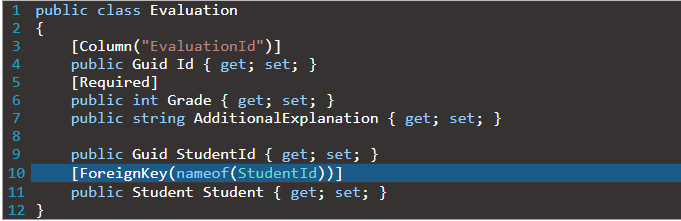 1 public class Evaluation
2 {
3 [Column("EvaluationId")]
4 public Guid Id { get; set; }
5 [Required]
6 public int Grade { get; set; }
7 public string AdditionalExplanation { get; set; }
8
9 public Guid StudentId { get; set; }
10 [ForeignKey(nameof(StudentId))]
11 public Student Student { get; set; }
12 }